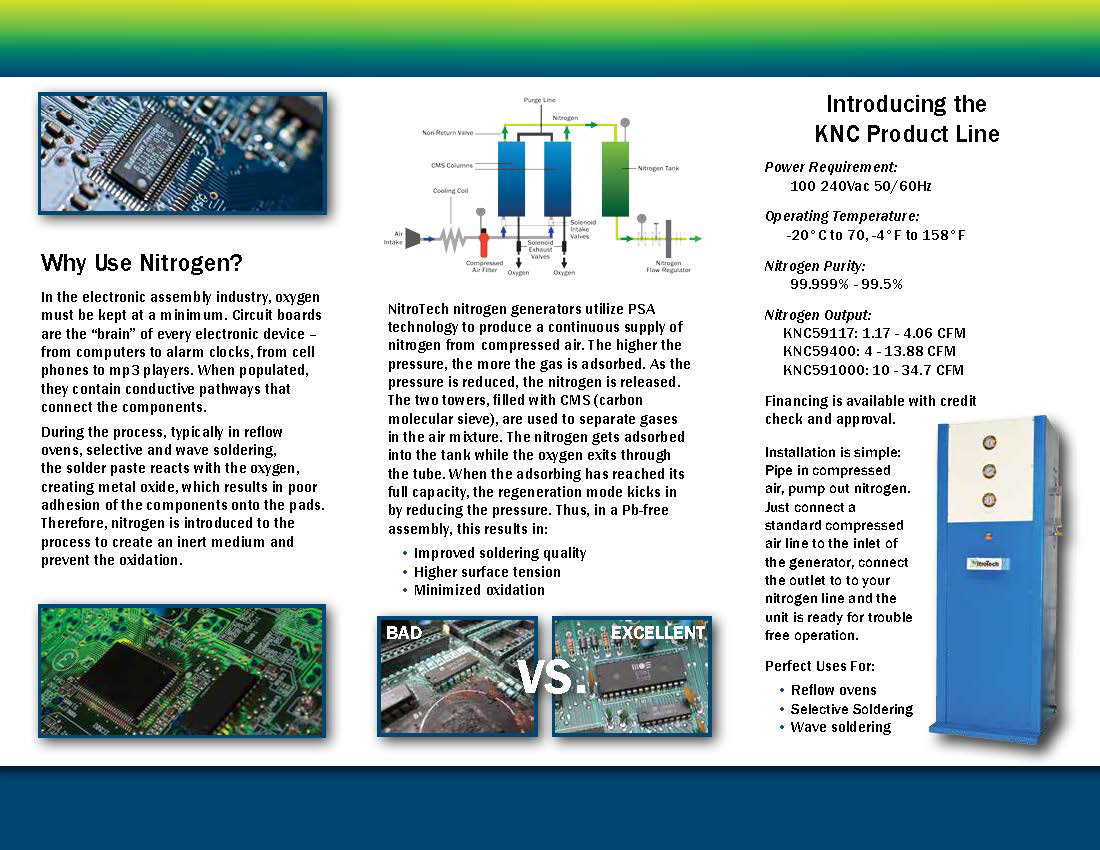 Why Use Nitrogen?
In the electronic assembly industry, oxygen
must be kept at a minimum. Circuit boards
are the “brain” of every electronic device –
from computers to alarm clocks, from cell
phones to mp3 players. When populated,
they contain conductive pathways that
connect the components.
During the process, typically in reflow
ovens, selective and wave soldering,
the solder paste reacts with the oxygen,
creating metal oxide, which results in poor
adhesion of the components onto the pads.
Therefore, nitrogen is introduced to the
process to create an inert medium and
prevent the oxidation.
Purge Line
Nitrogen
Non-Return Valve
CMS Columns
Nitrogen Tank
Cooling Coil
Air
Intake
Solenoid
Intake
Valves
Solenoid
Exhaust
Valves
Compressed
Air Filter
Oxygen
Oxygen
Nitrogen
Flow Regulator
NitroTech nitrogen generators utilize PSA
technology to produce a continuous supply of
nitrogen from compressed air. The higher the
pressure, the more the gas is adsorbed. As the
pressure is reduced, the nitrogen is released.
The two towers, filled with CMS (carbon
molecular sieve), are used to separate gases
in the air mixture. The nitrogen gets adsorbed
into the tank while the oxygen exits through
the tube. When the adsorbing has reached its
full capacity, the regeneration mode kicks in
by reducing the pressure. Thus, in a Pb-free
assembly, this results in:
• Improved soldering quality
• Higher surface tension
• Minimized oxidation
BAD
VS.
EXCELLENT
Introducing the
KNC Product Line
Power Requirement:
100 240Vac 50/60Hz
Operating Temperature:
-20°C to 70, -4°F to 158°F
Nitrogen Purity:
99.999% - 99.5%
Nitrogen Output:
KNC59117: 1.17 - 4.06 CFM
KNC59400: 4 - 13.88 CFM
KNC591000: 10 - 34.7 CFM
Financing is available with credit
check and approval.
Installation is simple:
Pipe in compressed
air, pump out nitrogen.
Just connect a
standard compressed
air line to the inlet of
the generator, connect
the outlet to to your
nitrogen line and the
unit is ready for trouble
free operation.
NitroTech
Perfect Uses For:
• Reflow ovens
• Selective Soldering
• Wave soldering